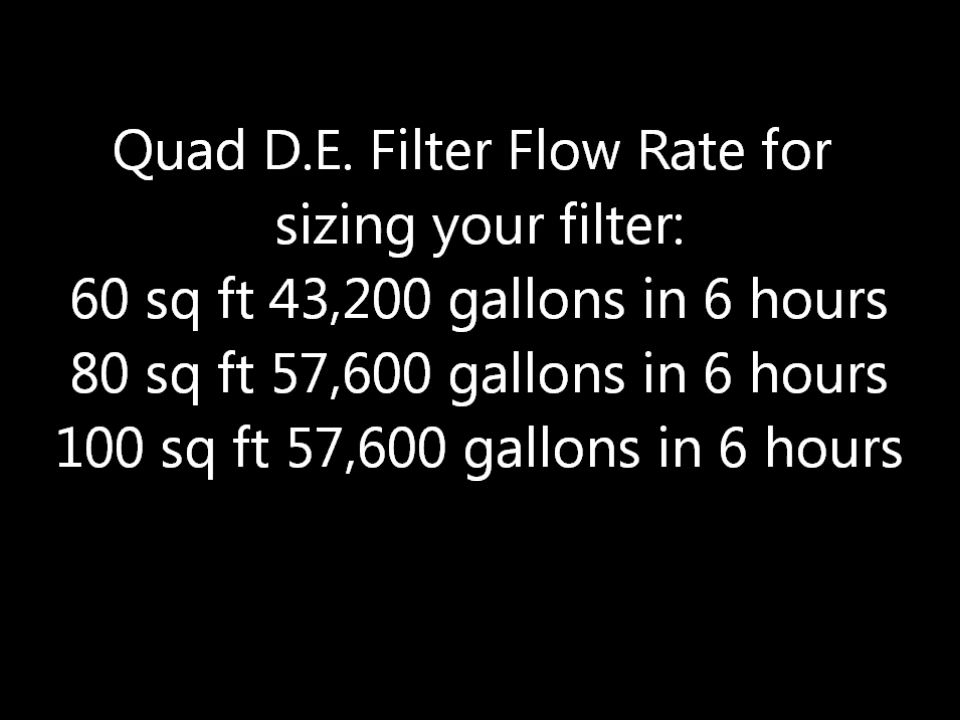 Quad D.E. Filter Flow Rate for
sizing your filter:
60 sq ft 43,200 gallons in 6 hours
80 sq ft 57,600 gallons in 6 hours
100 sq ft 57,600 gallons in 6 hours